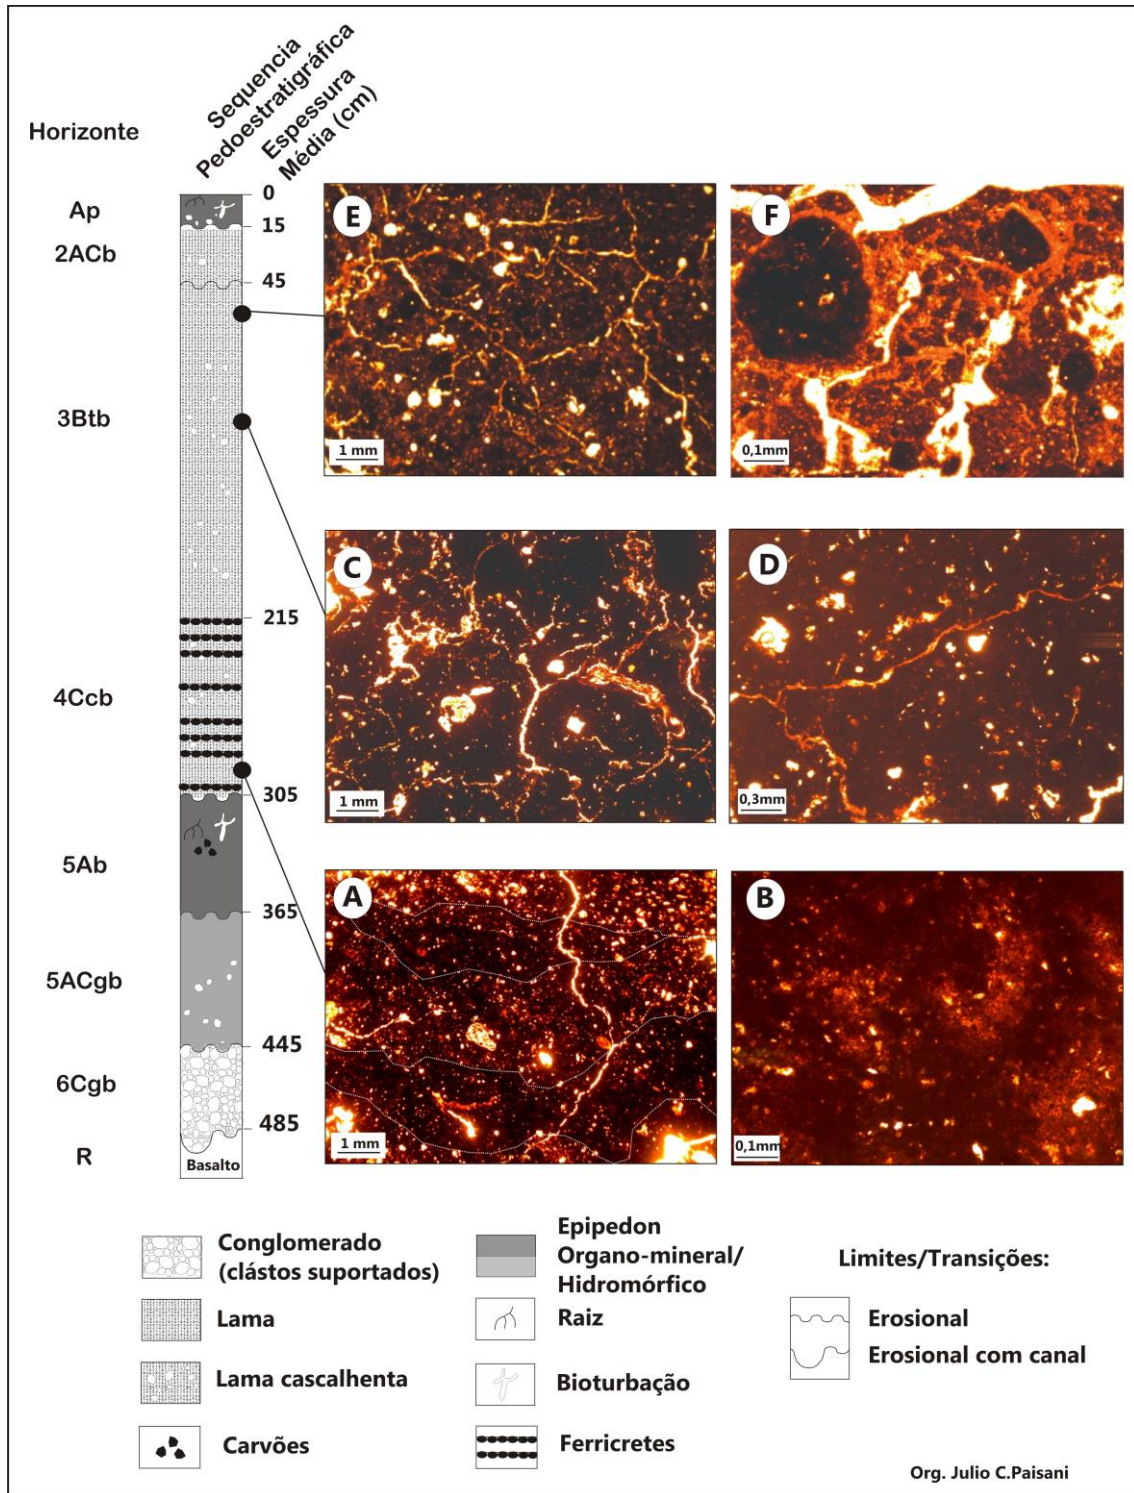 Sequencia
Pedoestratigráfica
Espessura
Média (cm)
Horizonte
0
Ap
15
2ACb
45
3Btb
215
4Ccb
305
5Ab
365
5ACgb
445
6Cgb
485
R
Basalto
E
1 mm
F
0,1mm
C
1 mm
D
0,3mm
A
1 mm
B
0,1mm
Conglomerado
(clástos suportados)
Lama
Lama cascalhenta
Carvões
Epipedon
Organo-mineral/
Hidromórfico
Raiz
Bioturbação
Ferricretes
Limites/Transições:
Erosional
Erosional com canal
Org. Julio C.Paisani